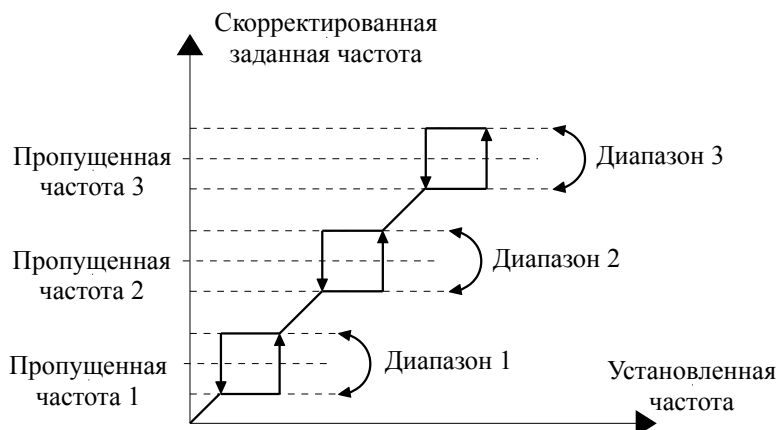 Скорректированная
заданная частота
Пропущенная
частота 3
Диапазон 3
Пропущенная
частота 2
Диапазон 2
Пропущенная
частота 1
Диапазон 1
Установленная
частота